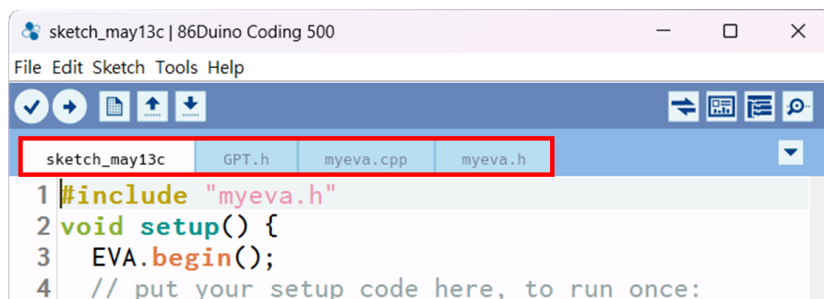 sketch_may13c | 86Duino Coding 500
File Edit Sketch Tools Help
sketch_may13c GPT.h myeva.cpp myeva.h
1 #include "myeva.h"
2 void setup() {
3 EVA.begin();
4 // put your setup code here, to run once: